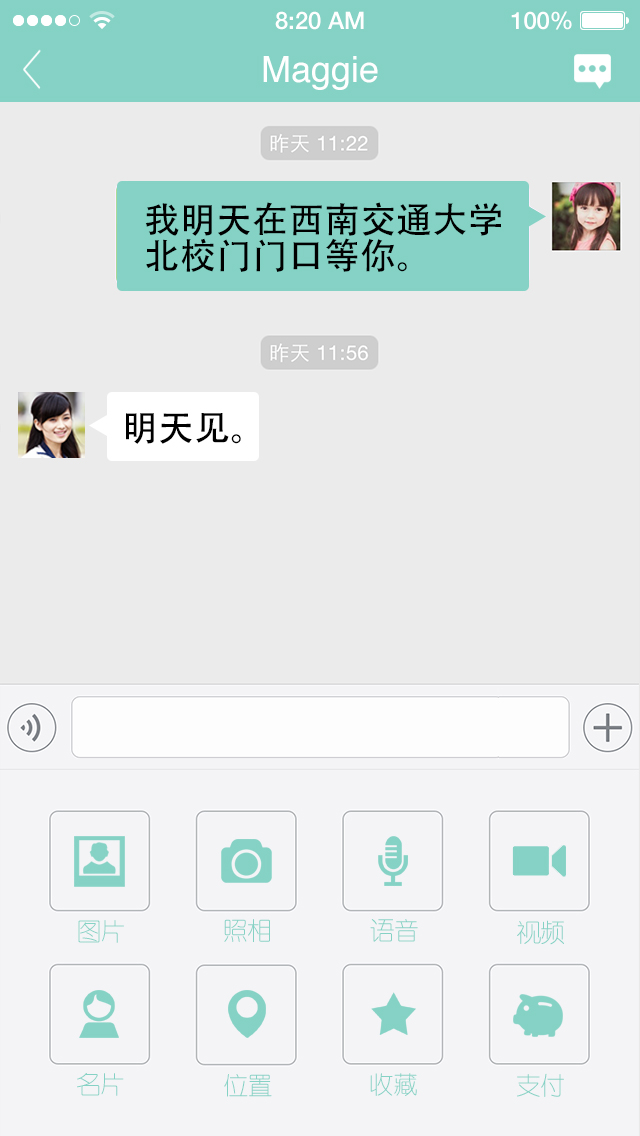 8:20 AM
100%
Maggie
昨天 11:22
我明天在西南交通大学
北校门门口等你。
昨天 11:56
明天见。
图片
照相
语音
视频
名片
位置
收藏
支付